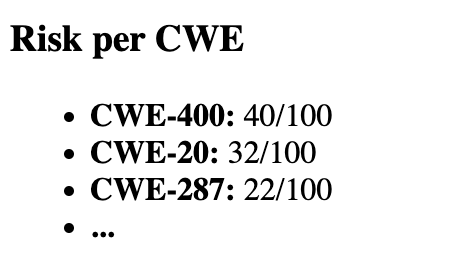 Risk per CWE
• CWE-400: 40/100
• CWE-20: 32/100
• CWE-287: 22/100
• ...